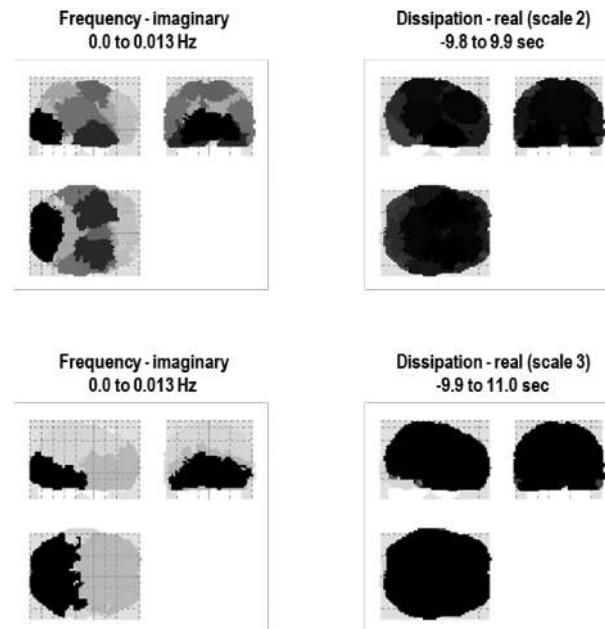 Frequency - imaginary
0.0 to 0.013 Hz
Dissipation - real (scale 2)
-9.8 to 9.9 sec
Frequency - imaginary
0.0 to 0.013 Hz
Dissipation - real (scale 3)
-9.9 to 11.0 sec